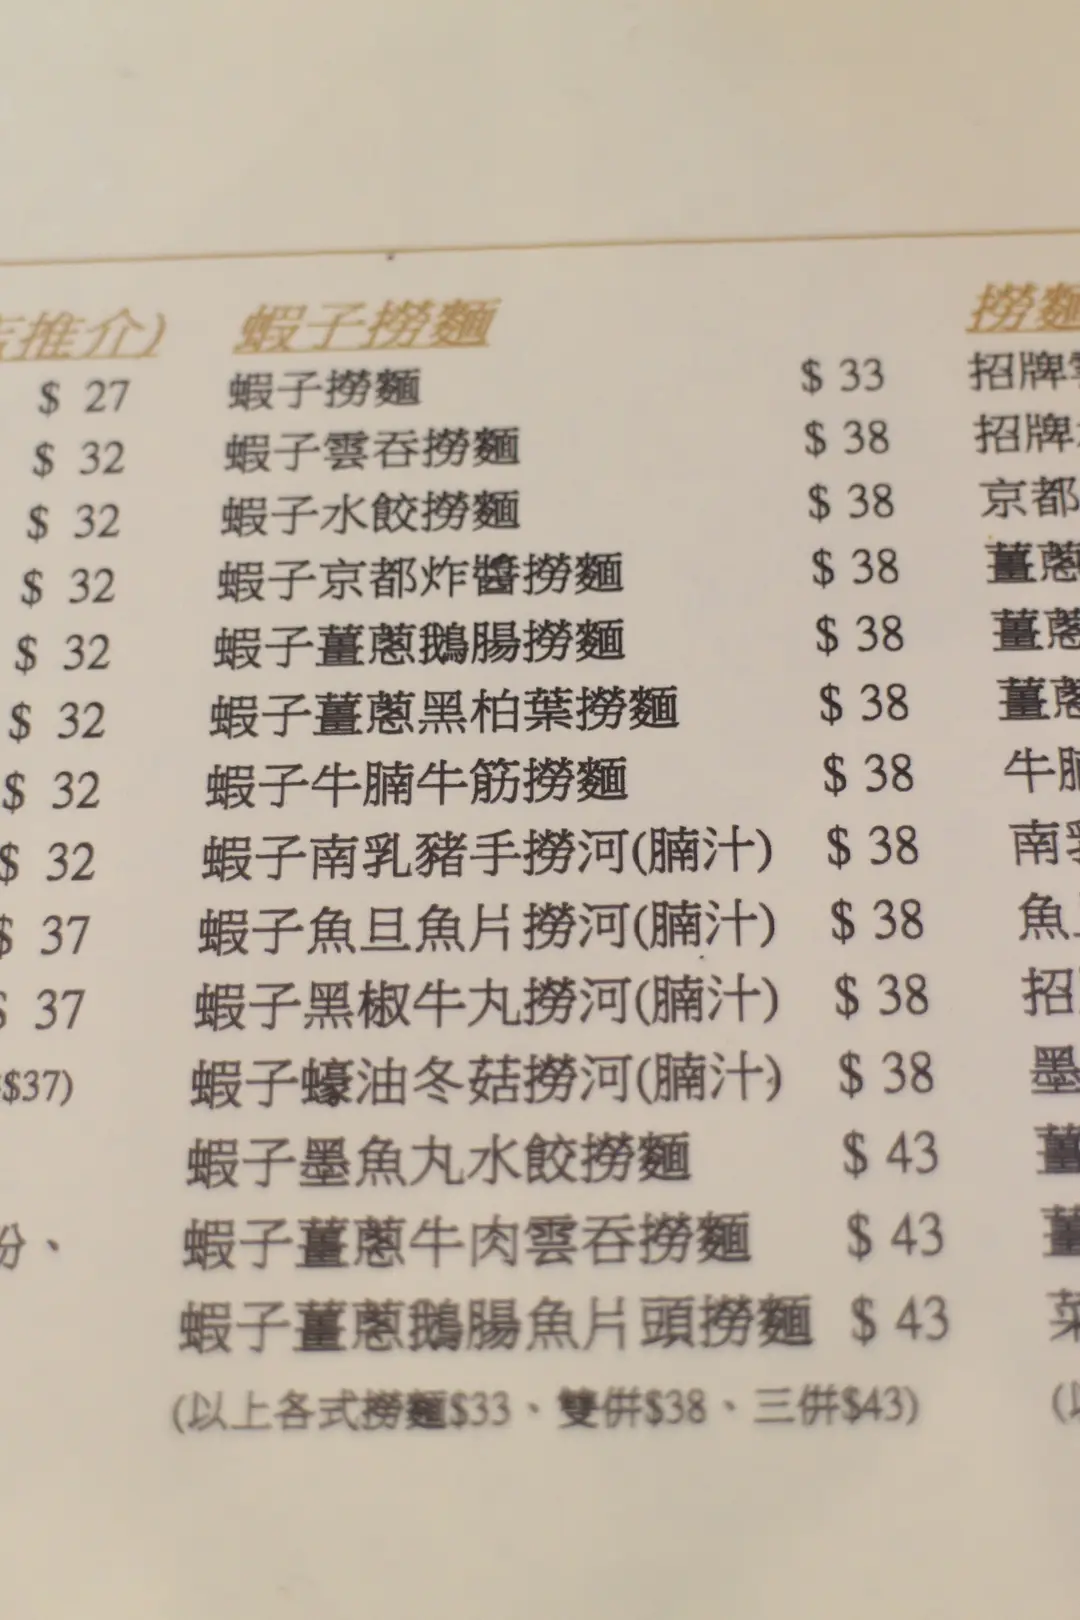 店推介)
$ 27
$ 32
$ 32
$ 32
$ 32
$ 32
$ 32
$ 32
$ 37
$ 37
$37)
份、
蝦子撈麵
蝦子撈麵 $ 33
蝦子雲吞撈麵 $ 38
蝦子水餃撈麵 $ 38
蝦子京都炸醬撈麵 $ 38
蝦子薑蔥鵝腸撈麵 $ 38
蝦子薑蔥黑柏葉撈麵 $ 38
蝦子牛腩牛筋撈麵 $ 38
蝦子南乳豬手撈河(腩汁) $ 38
蝦子魚旦魚片撈河(腩汁) $ 38
蝦子黑椒牛丸撈河(腩汁) $ 38
蝦子蠔油冬菇撈河(腩汁) $ 38
蝦子墨魚丸水餃撈麵 $ 43
蝦子薑蔥牛肉雲吞撈麵 $ 43
蝦子薑蔥鵝腸魚片頭撈麵 $ 43
(以上各式撈麵$33、雙併$38、三併$43)
撈麵
招牌
招牌
京都
薑蔥
薑蔥
薑蔥
牛腩
南乳
魚
招
墨
薑
薑
菜
(以